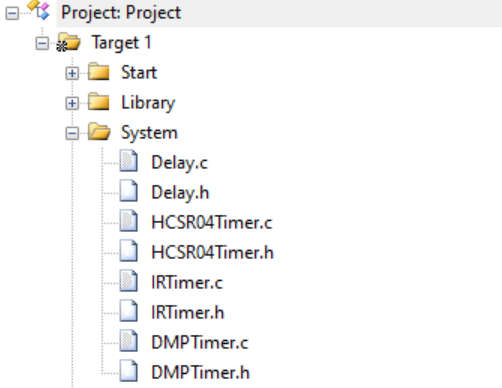 Project: Project
Target 1
Start
Library
System
Delay.c
Delay.h
HCSR04Timer.c
HCSR04Timer.h
IRTimer.c
IRTimer.h
DMPTimer.c
DMPTimer.h